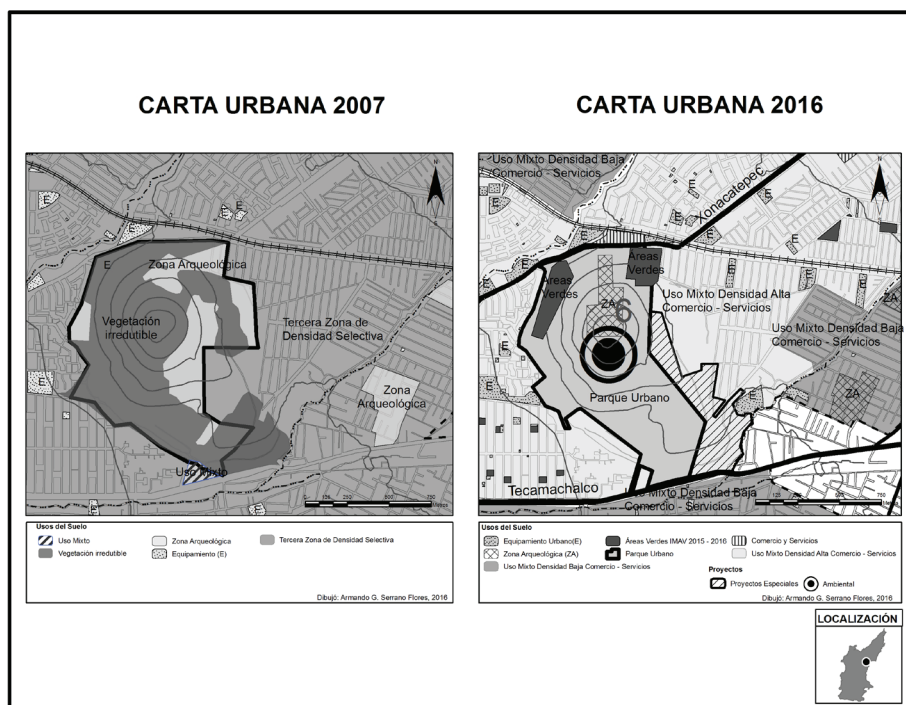 CARTA URBANA 2007
N
E
E
E
E
Zona Arqueológica
Vegetación
irredutible
Tercera Zona de
Densidad Selectiva
E
Zona
Arqueológica
Uso Mixto
Usos del Suelo
Uso Mixto
Vegetación irredutible
Zona Arqueológica
Equipamiento (E)
Tercera Zona de Densidad Selectiva
Dibujó: Armando G. Serrano Flores, 2016
CARTA URBANA 2016
Uso Mixto Densidad Baja
Comercio - Servicios
Xonacatepec
N
E
E
E
E
E
E
Áreas
Verdes
Áreas
Verdes
ZA
6
Uso Mixto Densidad Alta
Comercio - Servicios
Uso Mixto Densidad Baja
Comercio - Servicios
ZA
E
Parque Urbano
E
ZA
Tecamachalco
Uso Mixto Densidad Baja
Comercio - Servicios
Usos del Suelo
Equipamiento Urbano(E)
Zona Arqueológica (ZA)
Uso Mixto Densidad Baja Comercio - Servicios
Áreas Verdes IMAV 2015 - 2016
Parque Urbano
Comercio y Servicios
Uso Mixto Densidad Alta Comercio - Servicios
Proyectos
Proyectos Especiales
Ambiental
Dibujó: Armando G. Serrano Flores, 2016
LOCALIZACIÓN